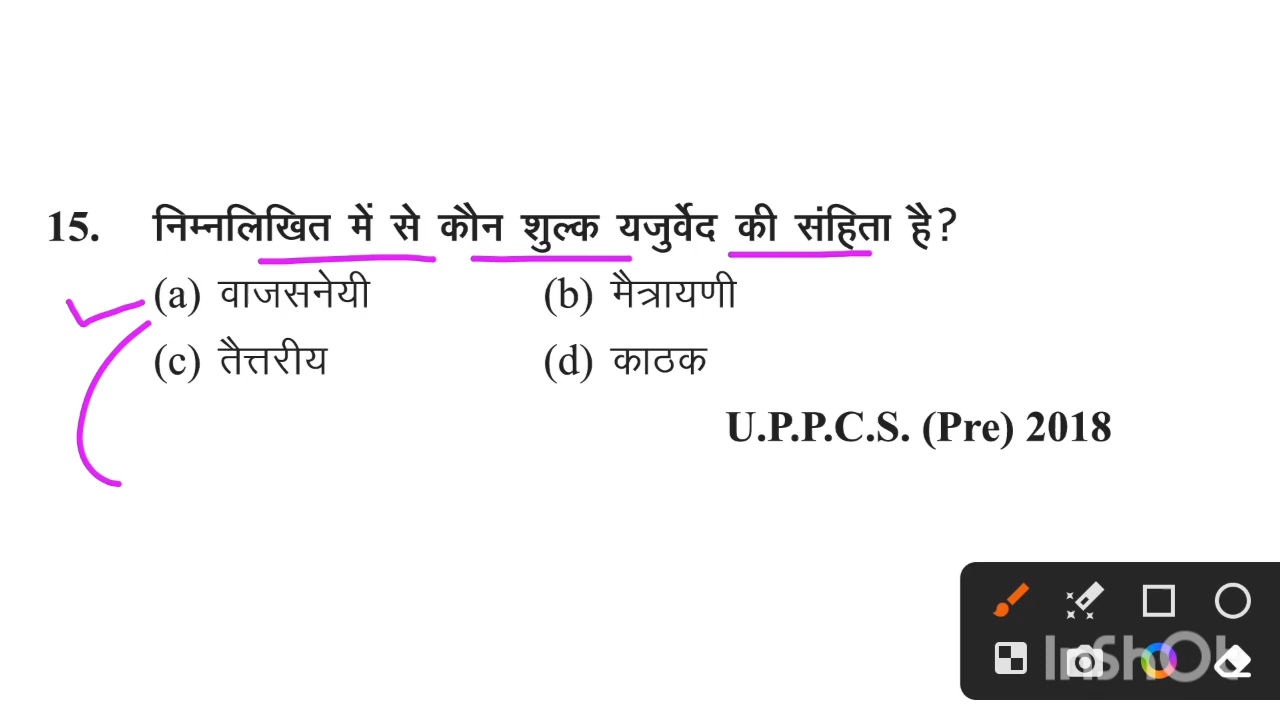 15. निम्नलिखित में से कौन शुल्क यजुर्वेद की संहिता है?
(a) वाजसनेयी (b) मैत्रायणी
(c) तैत्तरीय (d) काठक
U.P.P.C.S. (Pre) 2018
InShOt